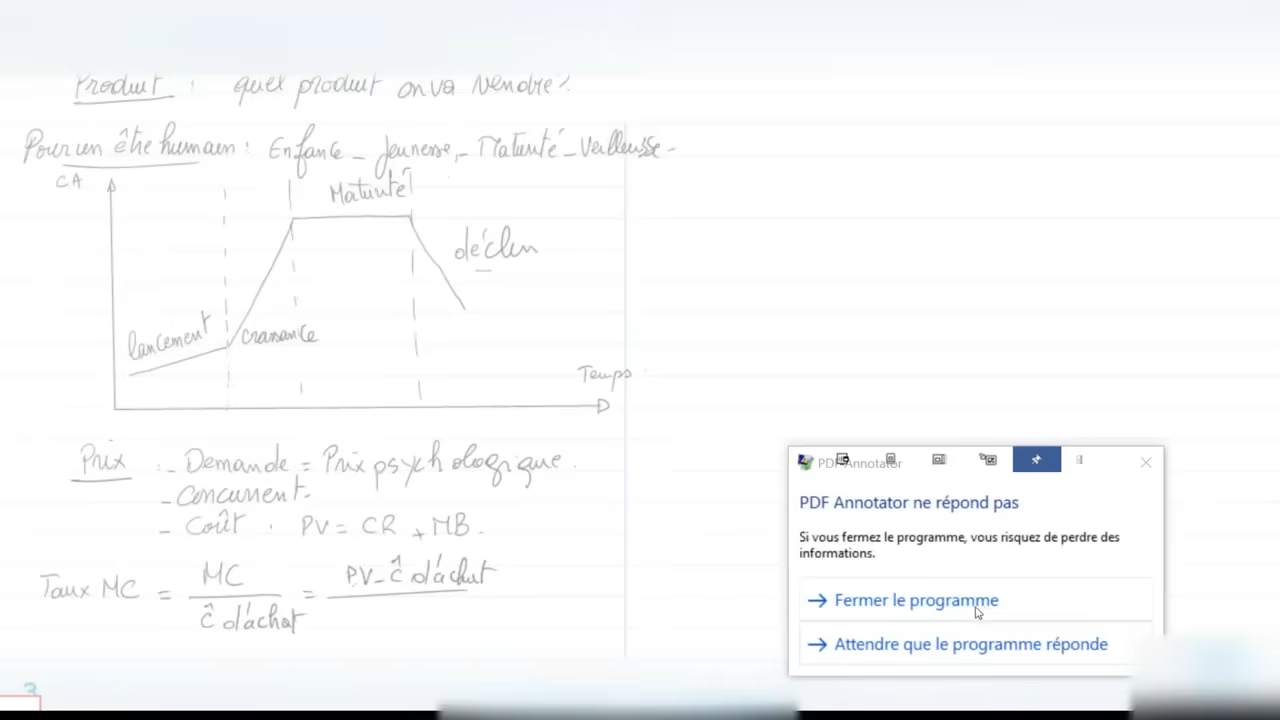 Produit : quel produit on va vendre ?
Pour un être humain : Enfance - Jeunesse, - Maturité - Veillesse -
CA
Maturité
déclin
lancement
croissance
Temps
Prix : - Demande = Prix psychologique.
- Concurrent.
- Coût : PV = CR + MB.
Taux MC = MC / ĉ d'achat = PV - ĉ d'achat
3
PDF Annotator
PDF Annotator ne répond pas
Si vous fermez le programme, vous risquez de perdre des
informations.
→ Fermer le programme
→ Attendre que le programme réponde